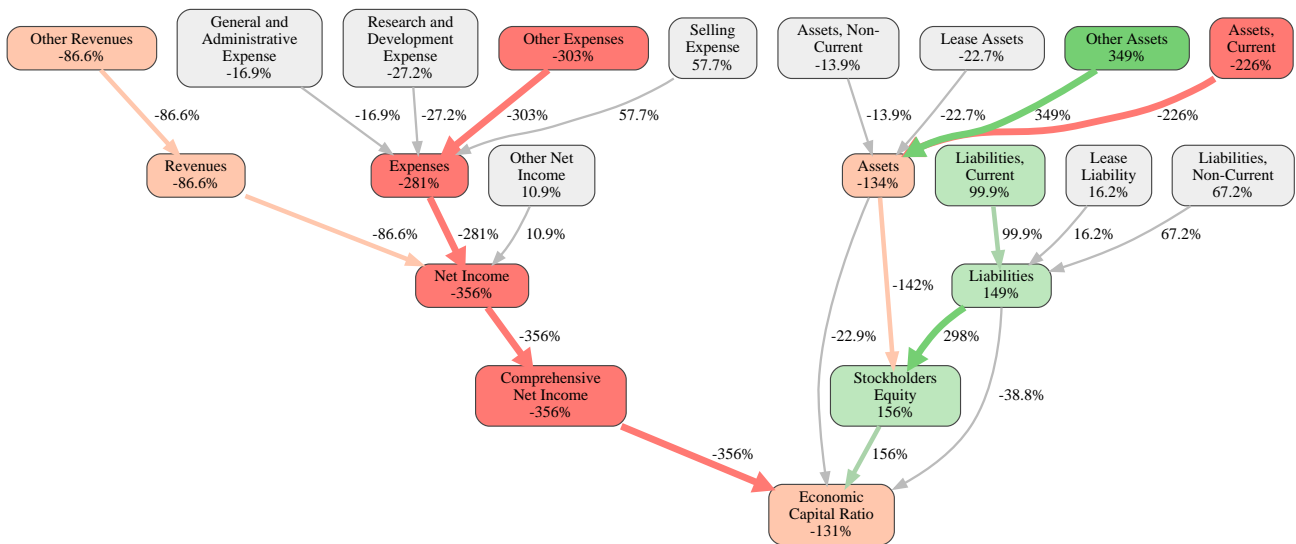 Other Revenues
-86.6%
General and
Administrative
Expense
-16.9%
Research and
Development
Expense
-27.2%
Other Expenses
-303%
Selling
Expense
57.7%
Assets, Non-
Current
-13.9%
Lease Assets
-22.7%
Other Assets
349%
Assets,
Current
-226%
-86.6%
-16.9%
-27.2%
-303%
57.7%
-13.9%
-22.7%
349%
-226%
Revenues
-86.6%
Expenses
-281%
Other Net
Income
10.9%
Assets
-134%
Liabilities,
Current
99.9%
Lease
Liability
16.2%
Liabilities,
Non-Current
67.2%
-86.6%
-281%
10.9%
99.9%
16.2%
67.2%
Net Income
-356%
-142%
Liabilities
149%
-356%
-22.9%
298%
Comprehensive
Net Income
-356%
Stockholders
Equity
156%
-38.8%
-356%
156%
Economic
Capital Ratio
-131%